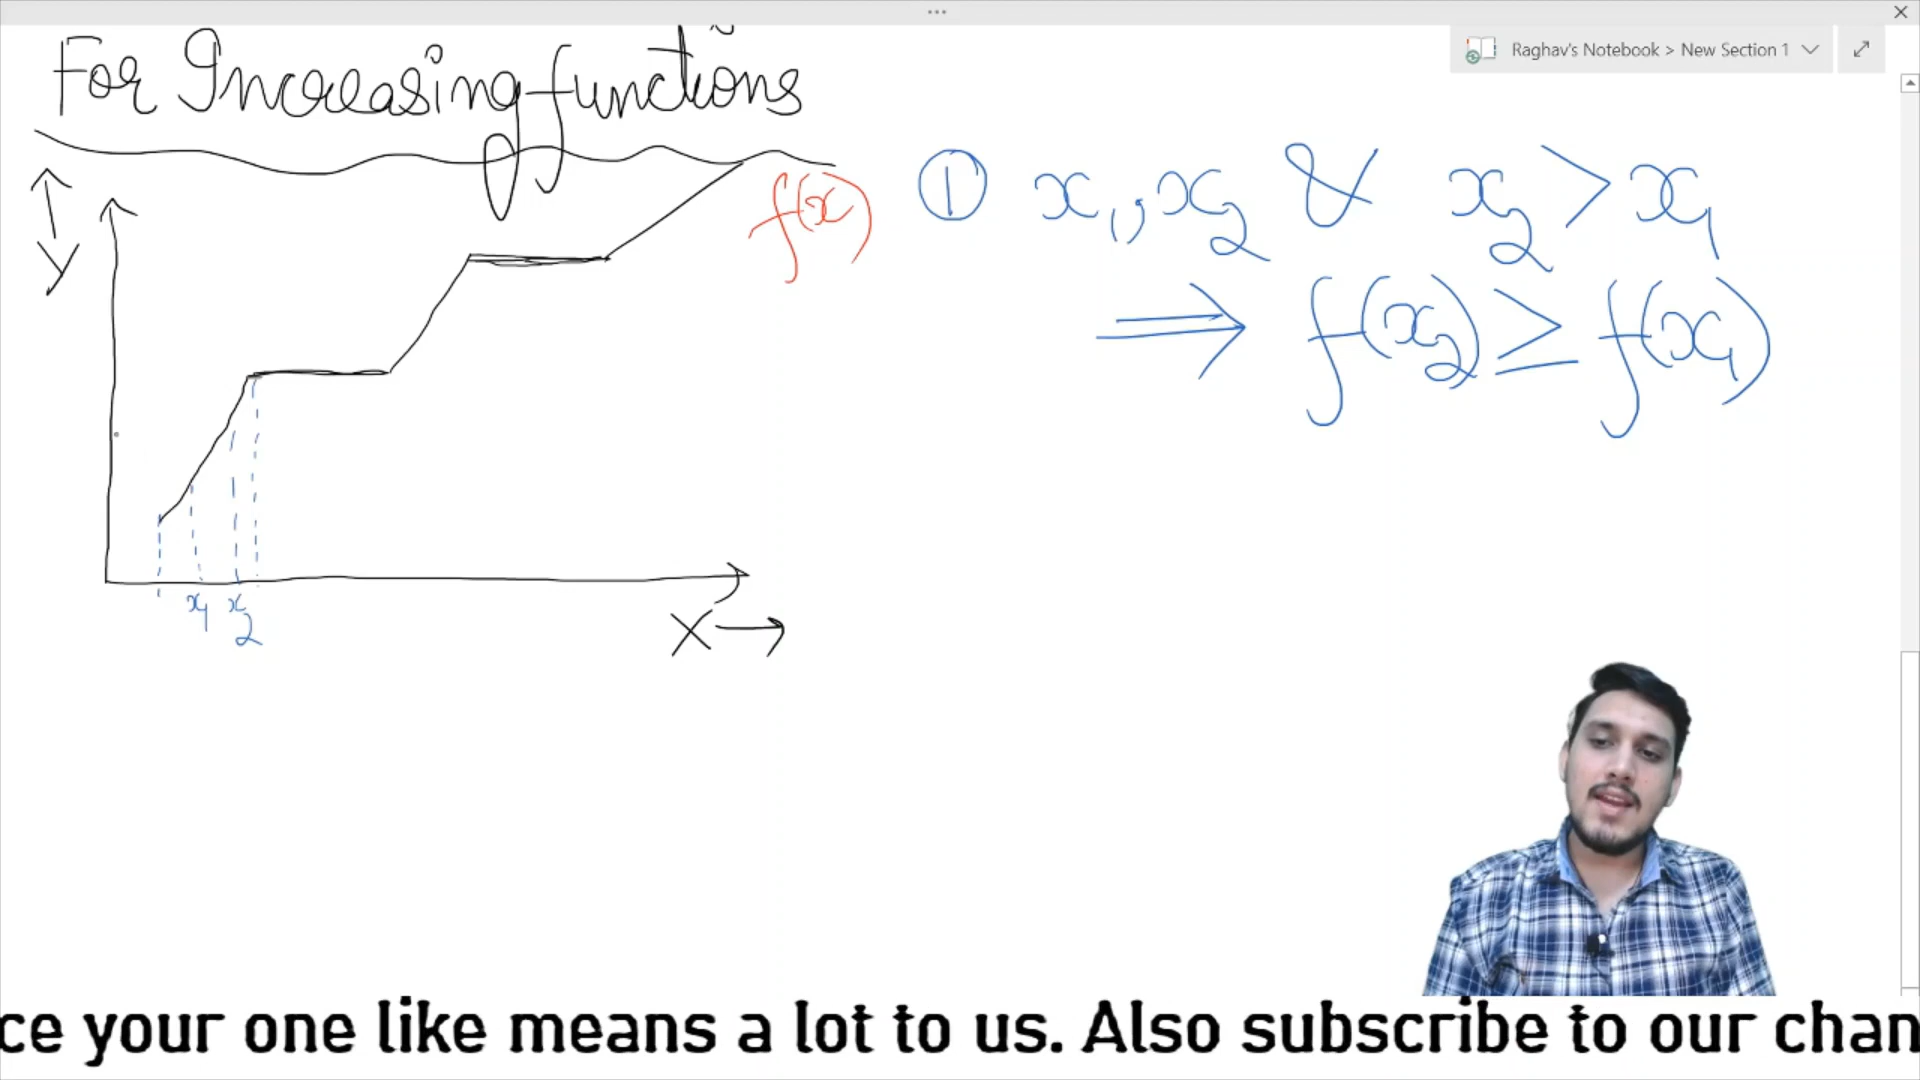 ...
Raghav's Notebook > New Section 1
For Increasing functions
Y
f(x)
① x₁, x₂ & x₂ > x₁
⟹ f(x₂) ≥ f(x₁)
x₁ x₂
X →
ce your one like means a lot to us. Also subscribe to our chan